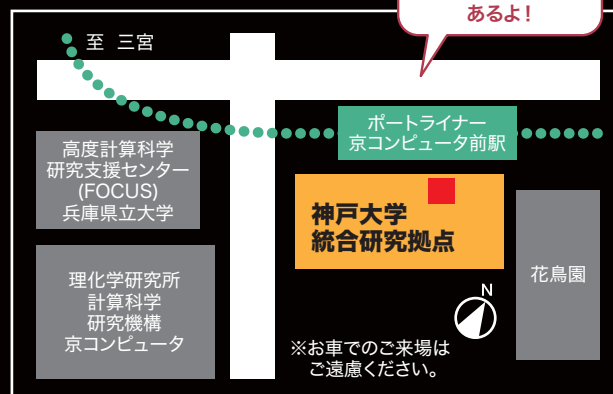 あるよ!
至 三宮
ポートライナー
京コンピュータ前駅
高度計算科学
研究支援センター
(FOCUS)
兵庫県立大学
神戸大学
統合研究拠点
花鳥園
理化学研究所
計算科学
研究機構
京コンピュータ
N
※お車でのご来場は
ご遠慮ください。